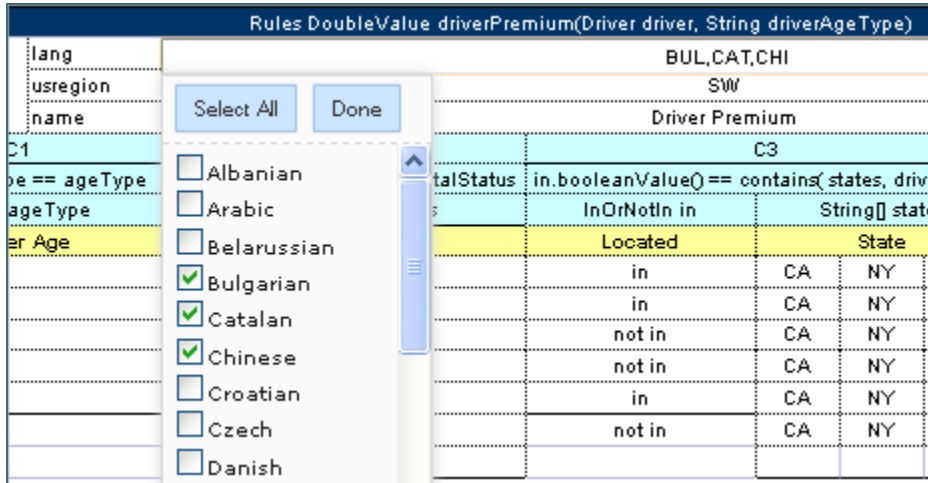 Rules DoubleValue driverPremium(Driver driver, String driverAgeType)
lang BUL,CAT,CHI
usregion SW
name Driver Premium
Select All Done
Albanian
Arabic
Belarussian
Bulgarian
Catalan
Chinese
Croatian
Czech
Danish
C1 C3
pe == ageType talStatus in.booleanValue() == contains( states, driv
ageType s InOrNotIn in String[] stat
er Age Located State
in CA NY
in CA NY
not in CA NY
not in CA NY
in CA NY
not in CA NY